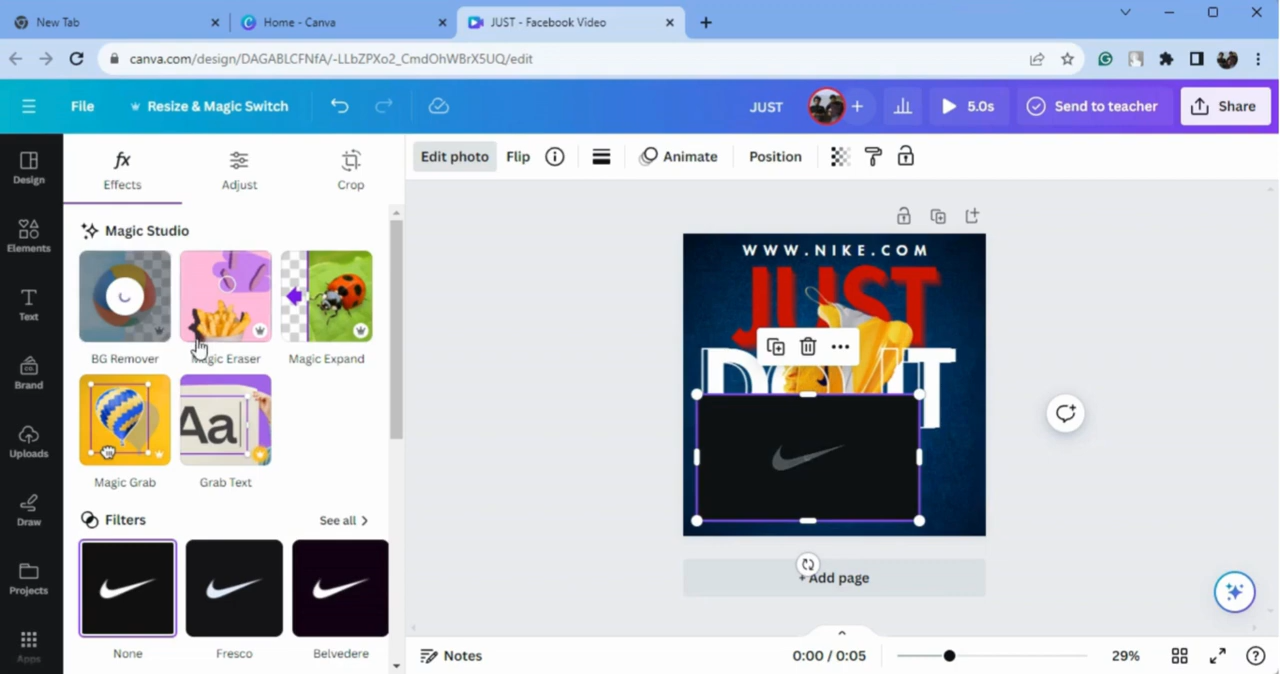 New Tab
Home - Canva
JUST - Facebook Video
canva.com/design/DAGABLCFNfA/-LLbZPXo2_CmdOhWBrX5UQ/edit
File
Resize & Magic Switch
JUST
5.0s
Send to teacher
Share
Design
Elements
Text
Brand
Uploads
Draw
Projects
Apps
Effects
Adjust
Crop
Magic Studio
BG Remover
Magic Eraser
Magic Expand
Aa
Magic Grab
Grab Text
Filters
See all
None
Fresco
Belvedere
Edit photo
Flip
Animate
Position
WWW.NIKE.COM
JUST
DO IT
+ Add page
Notes
0:00 / 0:05
29%